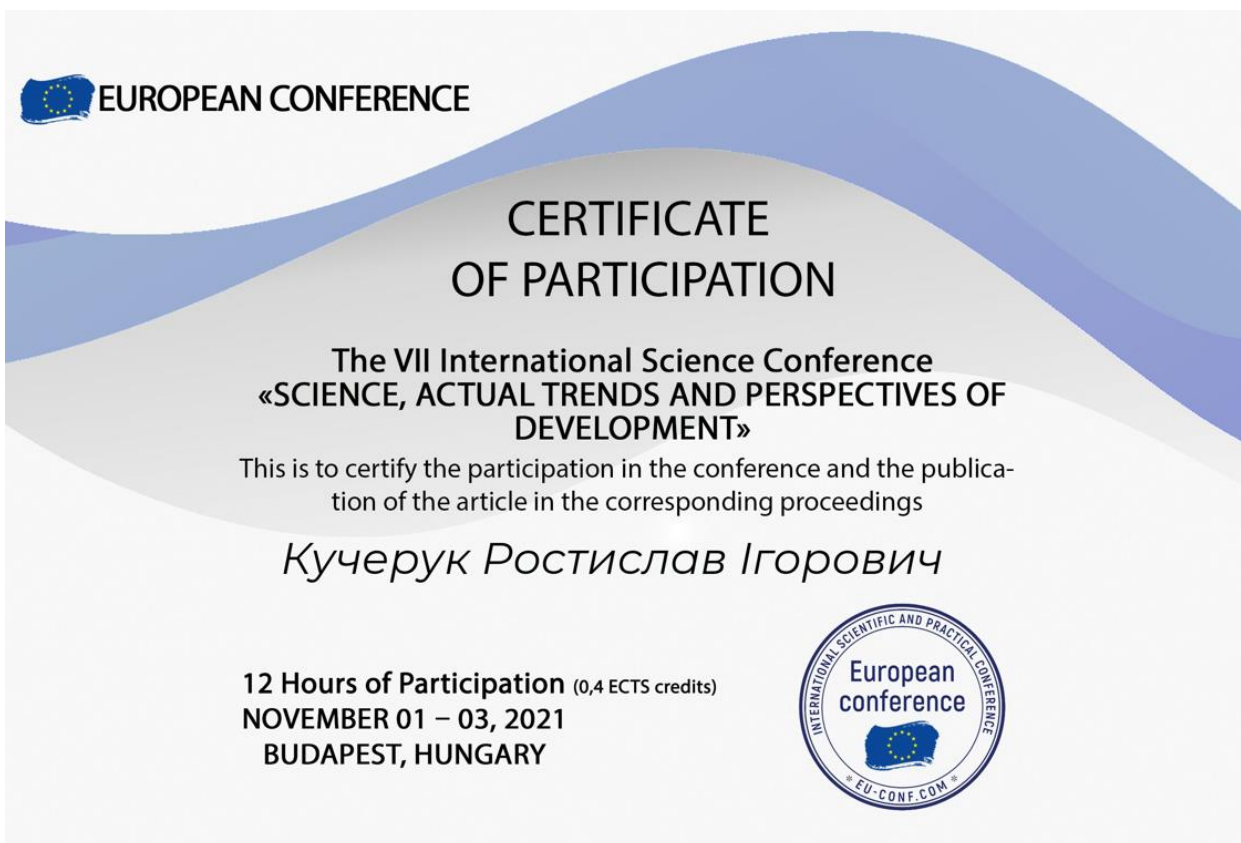 EUROPEAN CONFERENCE
CERTIFICATE
OF PARTICIPATION
The VII International Science Conference
«SCIENCE, ACTUAL TRENDS AND PERSPECTIVES OF
DEVELOPMENT»
This is to certify the participation in the conference and the publica-
tion of the article in the corresponding proceedings
Кучерук Ростислав Ігорович
12 Hours of Participation (0,4 ECTS credits)
NOVEMBER 01 – 03, 2021
BUDAPEST, HUNGARY
INTERNATIONAL SCIENTIFIC AND PRACTICAL CONFERENCE
European
conference
* EU-CONF.COM *